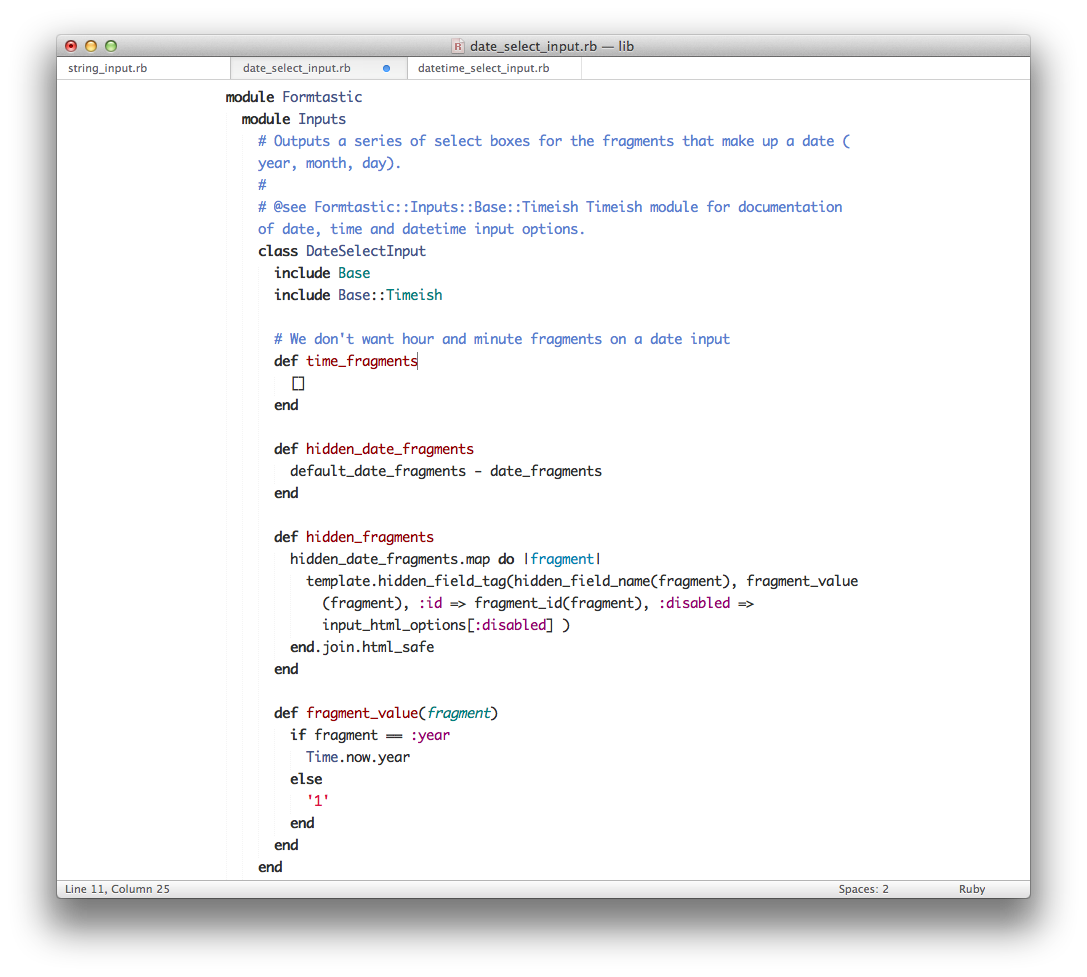 date_select_input.rb — lib
string_input.rb
date_select_input.rb
datetime_select_input.rb
module Formtastic
  module Inputs
    # Outputs a series of select boxes for the fragments that make up a date (
    year, month, day).
    #
    # @see Formtastic::Inputs::Base::Timeish Timeish module for documentation
    of date, time and datetime input options.
    class DateSelectInput
      include Base
      include Base::Timeish

      # We don't want hour and minute fragments on a date input
      def time_fragments
        []
      end

      def hidden_date_fragments
        default_date_fragments - date_fragments
      end

      def hidden_fragments
        hidden_date_fragments.map do |fragment|
          template.hidden_field_tag(hidden_field_name(fragment), fragment_value
            (fragment), :id => fragment_id(fragment), :disabled =>
            input_html_options[:disabled] )
        end.join.html_safe
      end

      def fragment_value(fragment)
        if fragment == :year
          Time.now.year
        else
          '1'
        end
      end
    end
Line 11, Column 25
Spaces: 2
Ruby